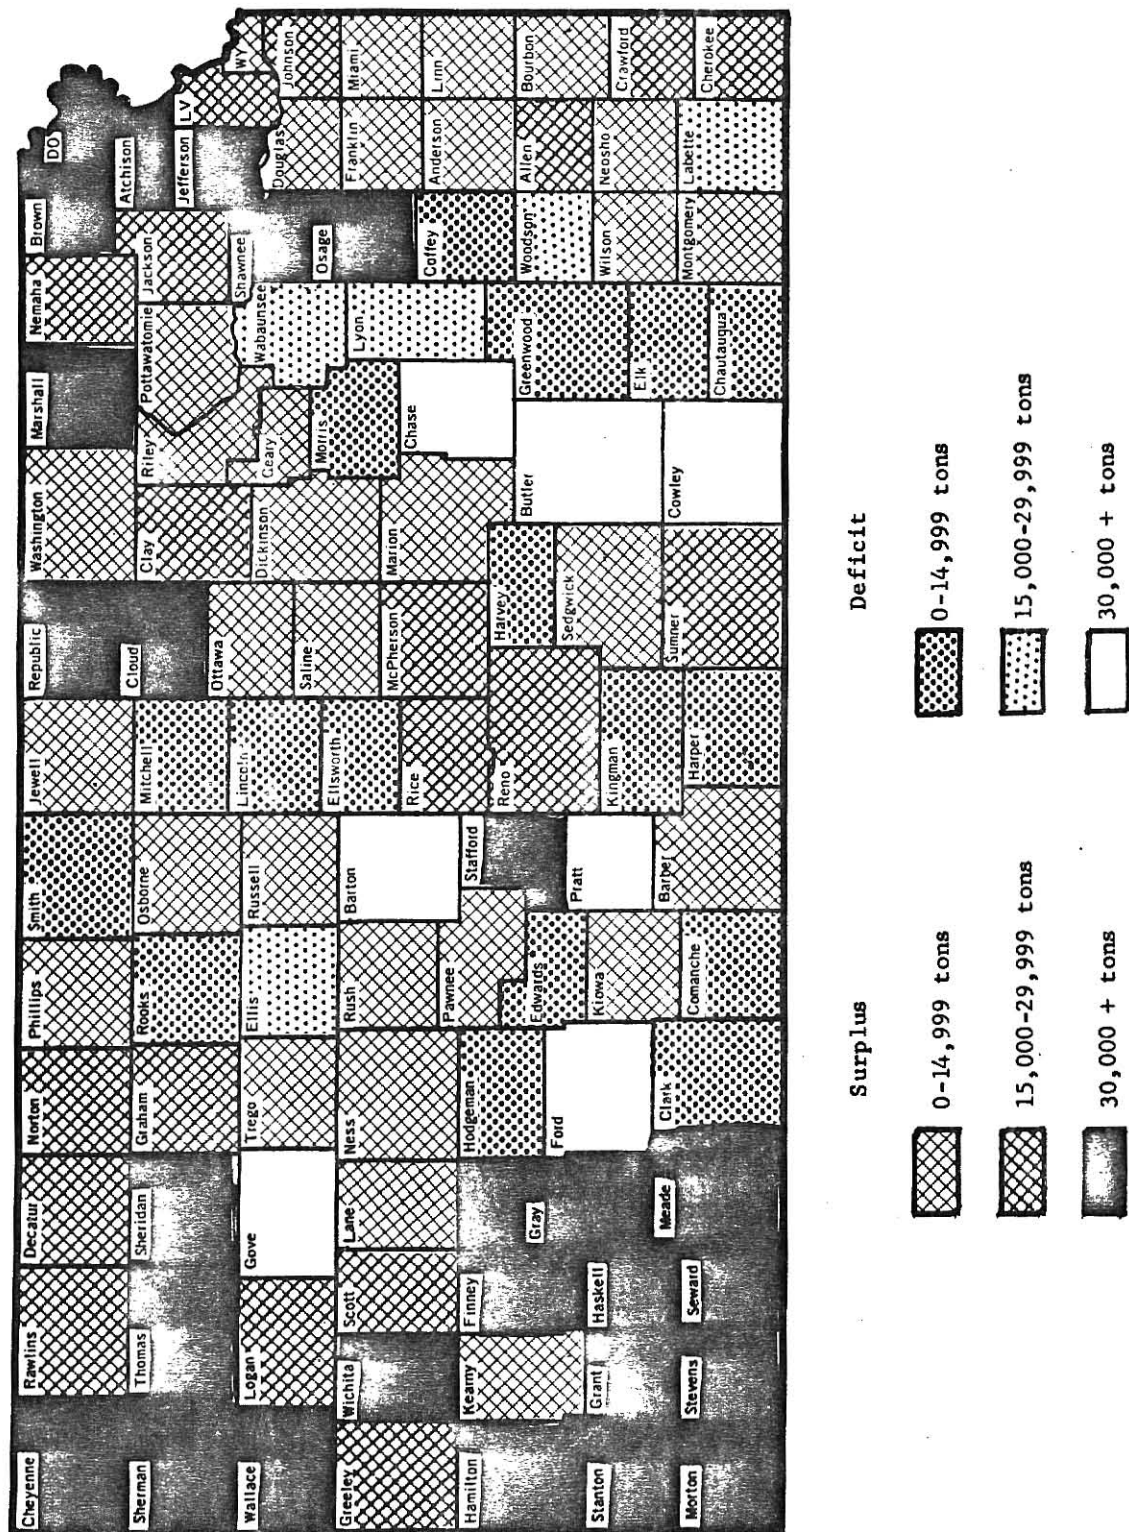 Cheyenne
Rawlins
Decatur
Norton
Phillips
Smith
Jewell
Republic
Washington
Marshall
Nemaha
Brown
DO
Sherman
Thomas
Sheridan
Graham
Rooks
Osborne
Mitchell
Cloud
Clay
Riley
Pottawatomie
Jackson
Atchison
Jefferson
LV
WY
Wallace
Logan
Gove
Trego
Ellis
Russell
Lincoln
Ottawa
Dickinson
Geary
Wabaunsee
Shawnee
Douglas
Johnson
Greeley
Wichita
Scott
Lane
Ness
Rush
Barton
Ellsworth
Saline
Morris
Lyon
Osage
Franklin
Miami
Hamilton
Kearny
Finney
Hodgeman
Pawnee
Stafford
Rice
McPherson
Marion
Chase
Coffey
Anderson
Linn
Stanton
Grant
Haskell
Gray
Ford
Edwards
Kiowa
Pratt
Reno
Harvey
Sedgwick
Butler
Greenwood
Woodson
Allen
Bourbon
Morton
Stevens
Seward
Meade
Clark
Comanche
Barber
Kingman
Harper
Sumner
Cowley
Elk
Chautauqua
Wilson
Montgomery
Neosho
Labette
Crawford
Cherokee
Surplus
0-14,999 tons
15,000-29,999 tons
30,000 + tons
Deficit
0-14,999 tons
15,000-29,999 tons
30,000 + tons